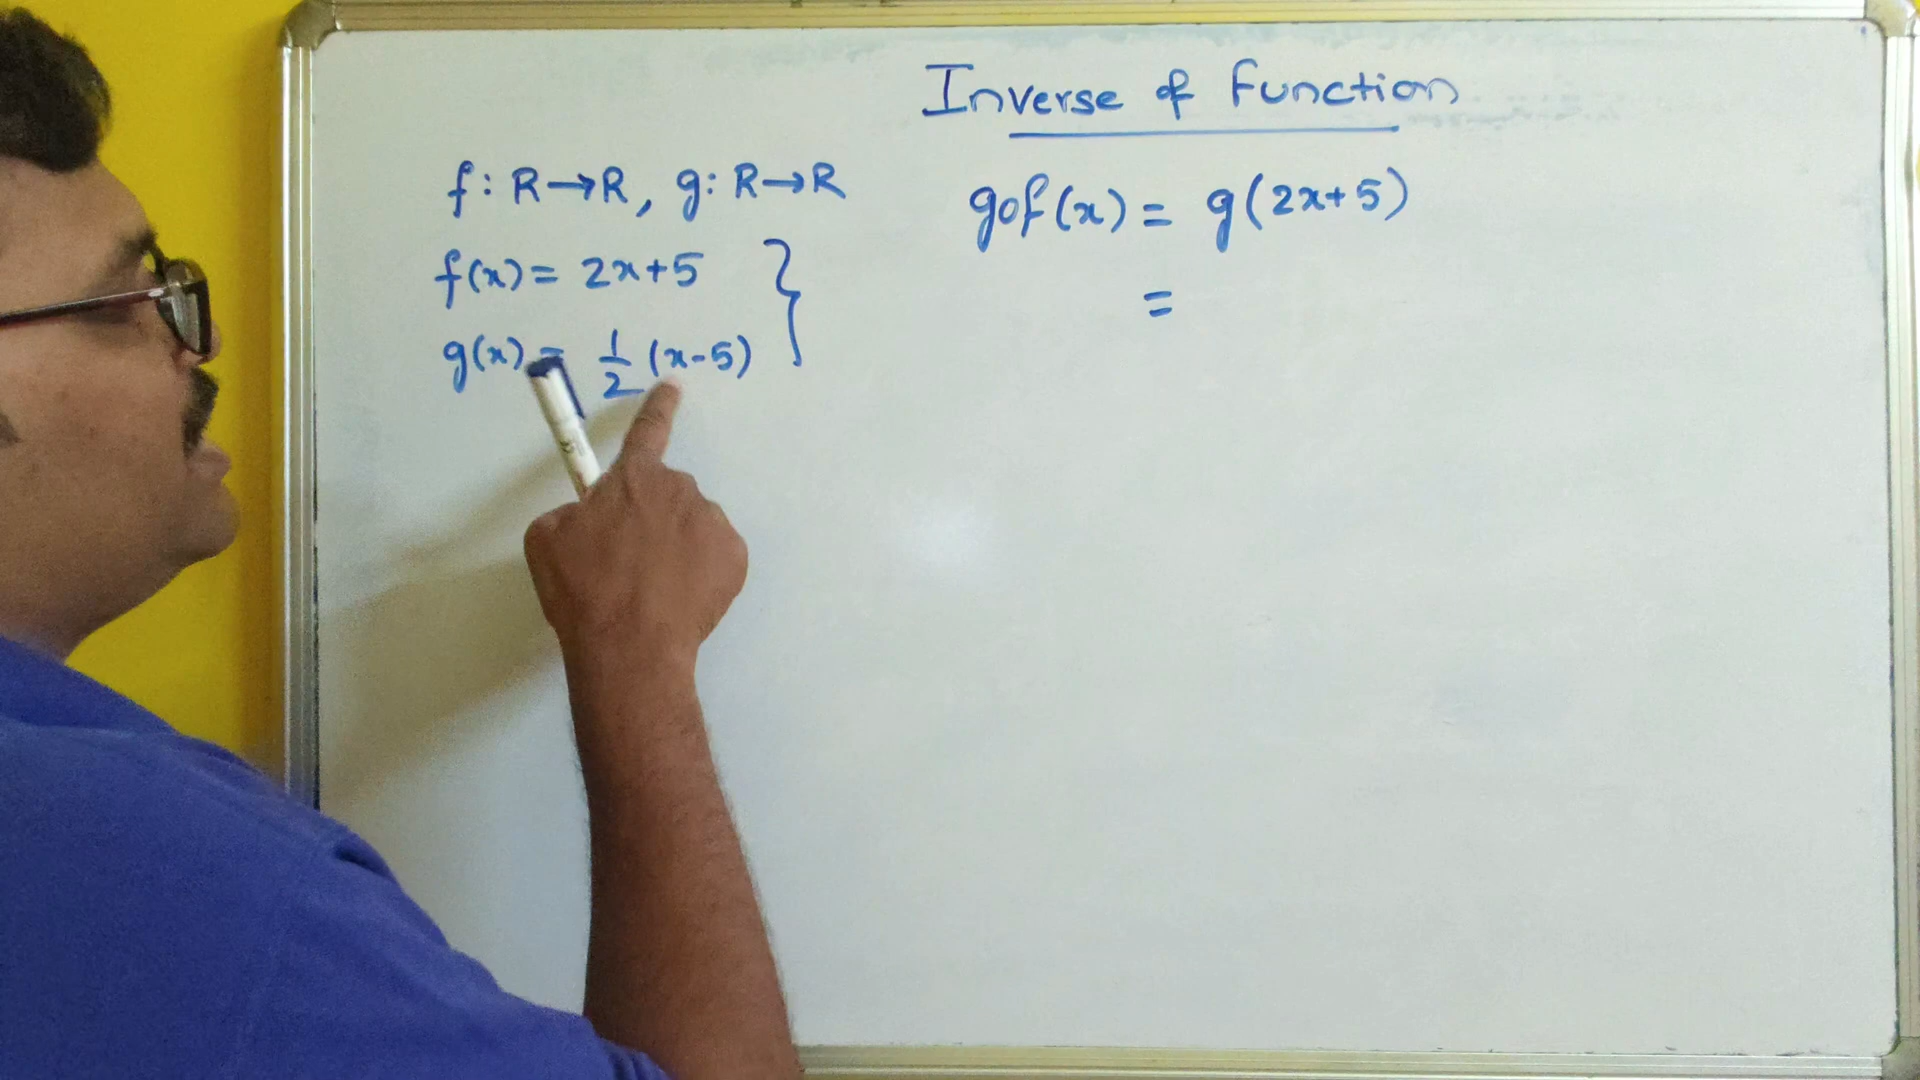 Inverse of Function
f: R→R, g: R→R
f(x) = 2x+5
g(x) = 1/2 (x-5)
gof(x) = g(2x+5)
=